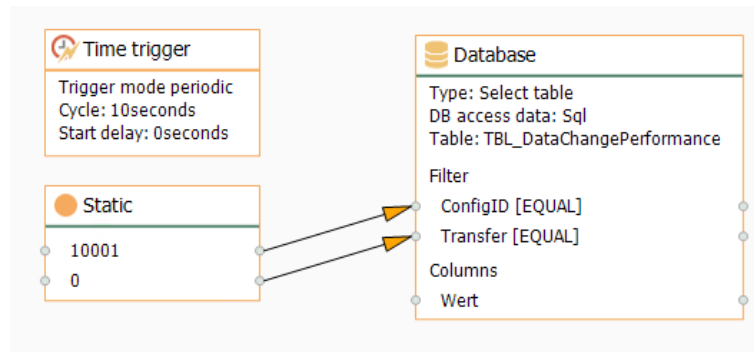 Time trigger
Trigger mode periodic
Cycle: 10seconds
Start delay: 0seconds
Static
10001
0
Database
Type: Select table
DB access data: Sql
Table: TBL_DataChangePerformance
Filter
ConfigID [EQUAL]
Transfer [EQUAL]
Columns
Wert